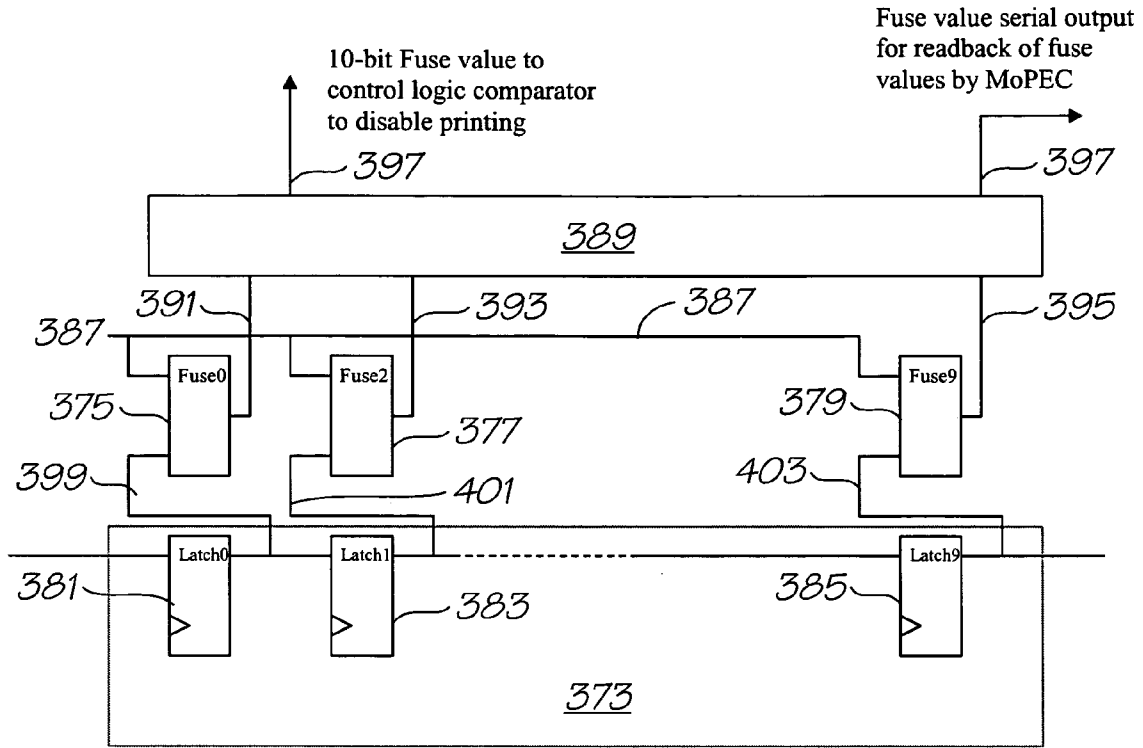 Fuse value serial output
for readback of fuse
values by MoPEC
10-bit Fuse value to
control logic comparator
to disable printing
397
397
389
391
393
387
395
387
Fuse0
Fuse2
Fuse9
375
377
379
399
401
403
Latch0
Latch1
Latch9
381
383
385
373